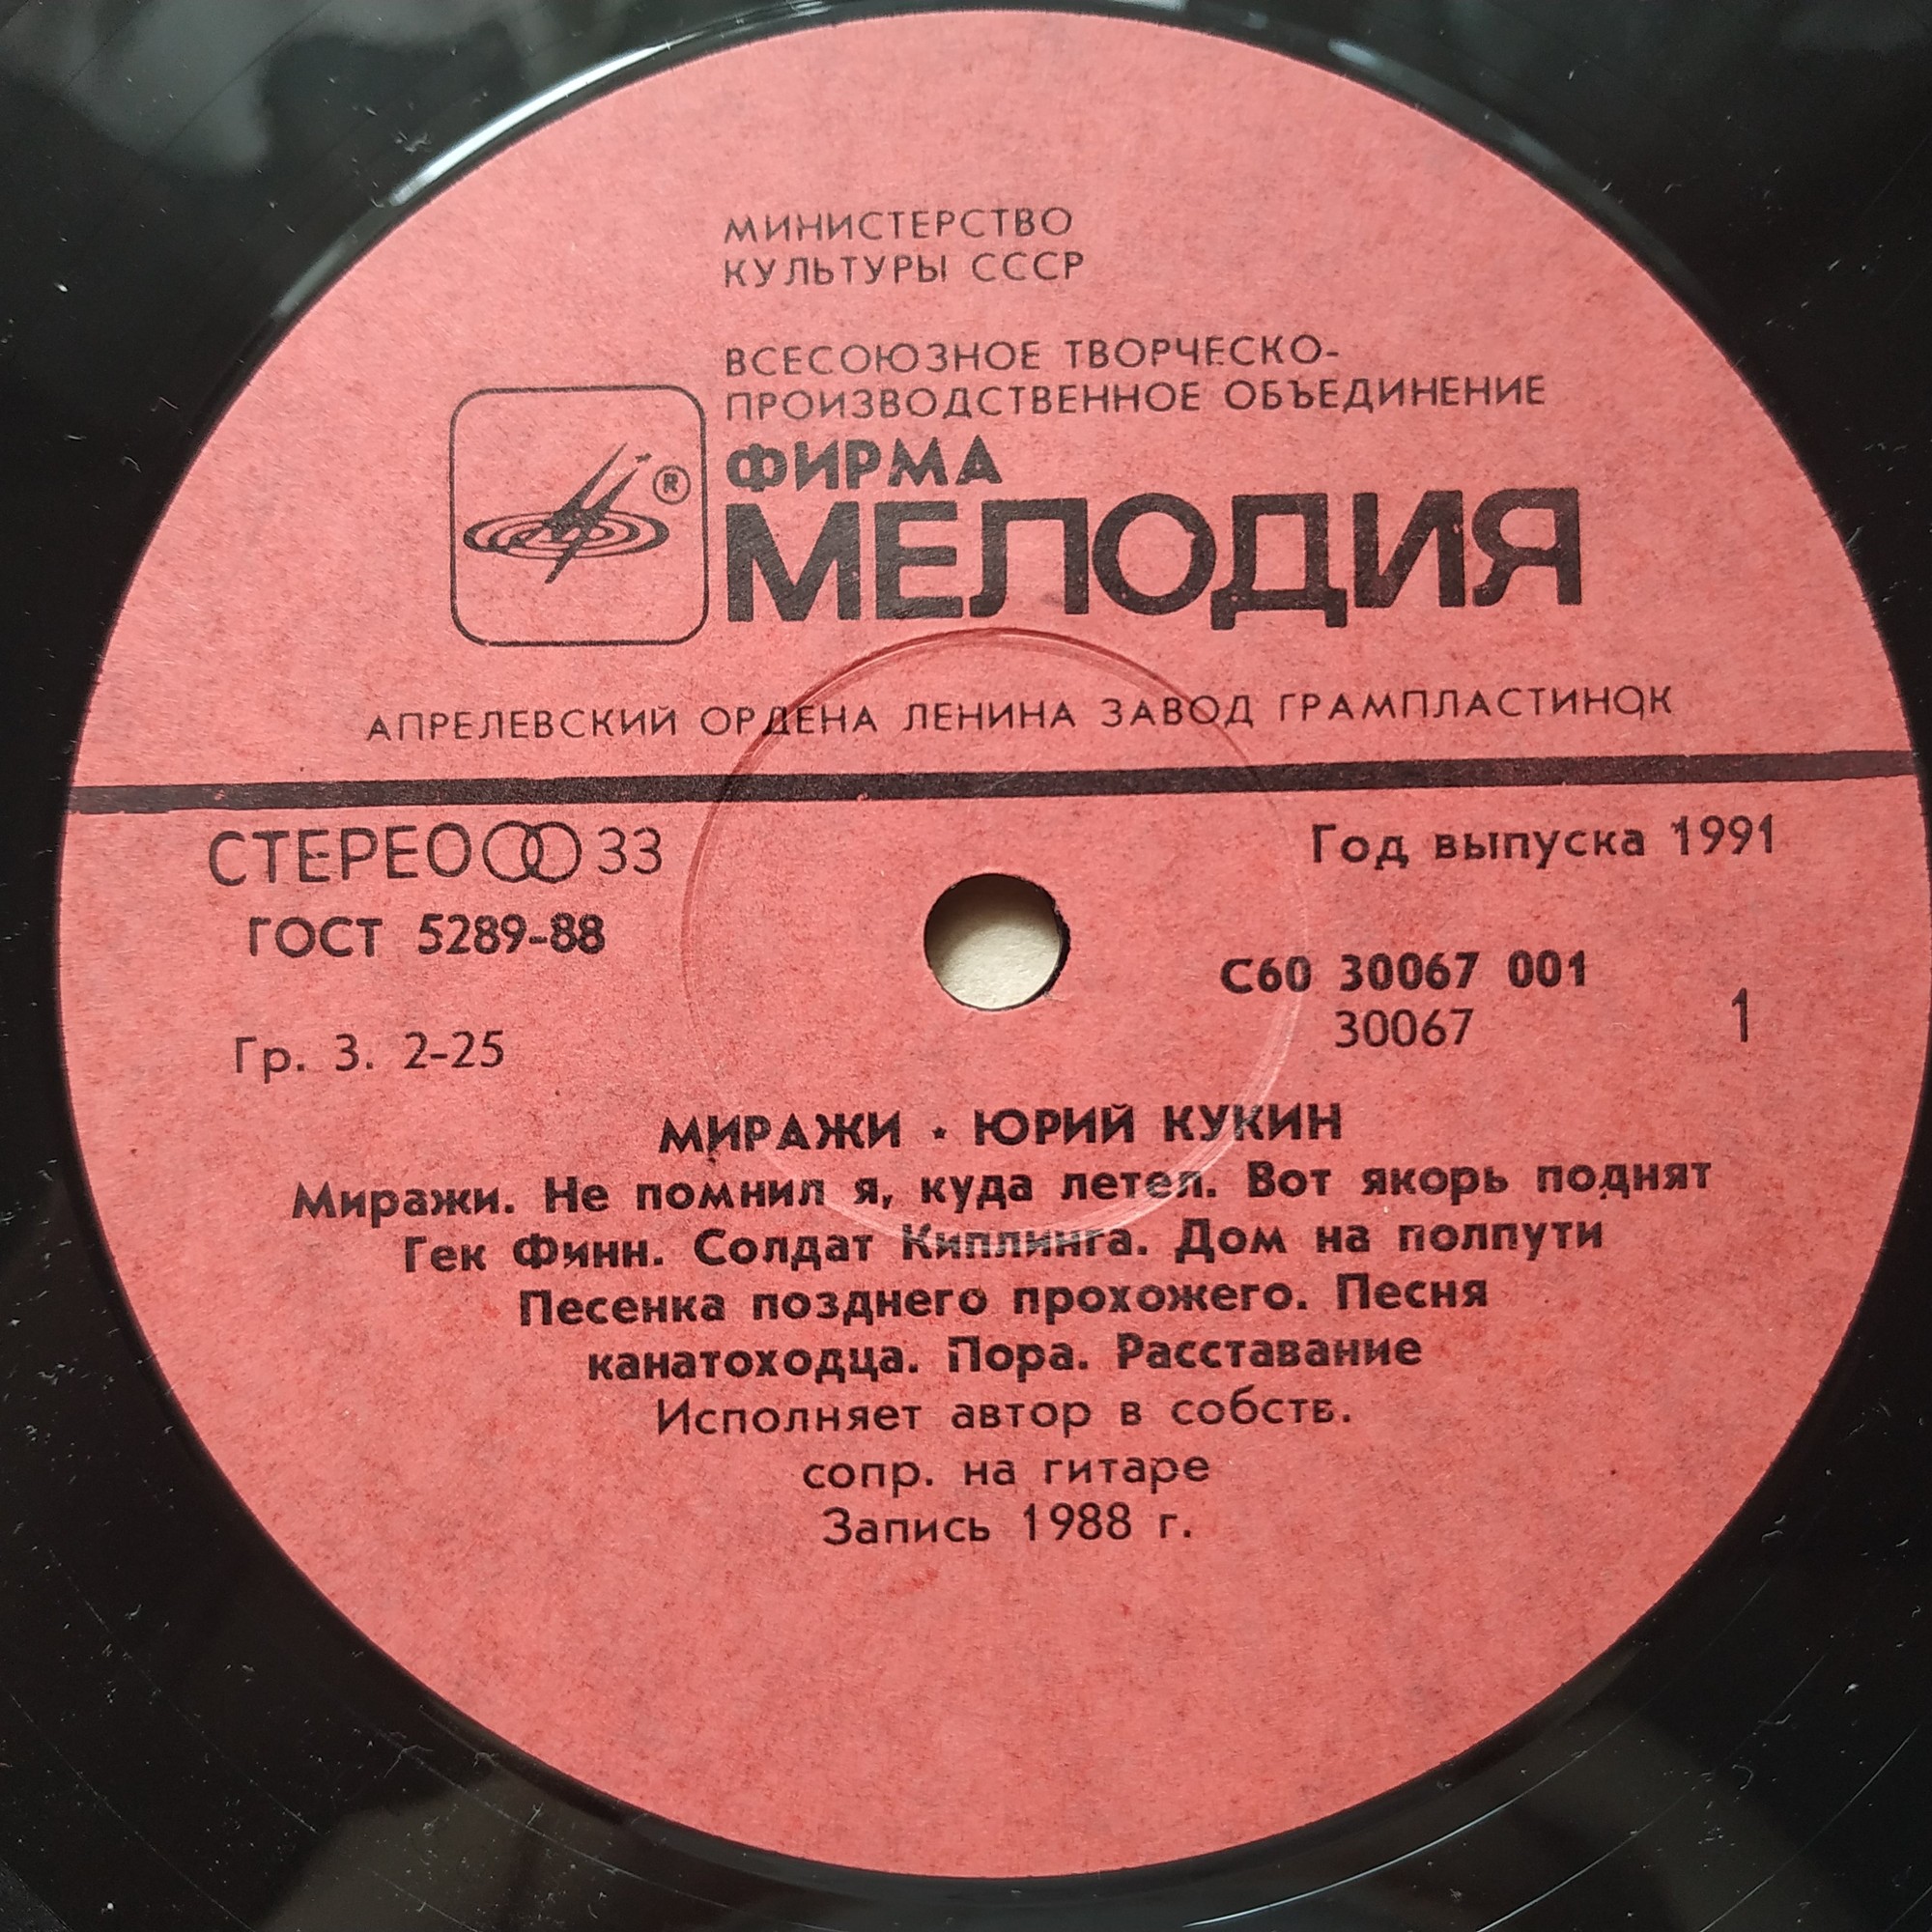 МИНИСТЕРСТВО
КУЛЬТУРЫ СССР
ВСЕСОЮЗНОЕ ТВОРЧЕСКО-
ПРОИЗВОДСТВЕННОЕ ОБЪЕДИНЕНИЕ
ФИРМА
®
МЕЛОДИЯ
АПРЕЛЕВСКИЙ ОРДЕНА ЛЕНИНА ЗАВОД ГРАМПЛАСТИНОК
СТЕРЕО 33
Год выпуска 1991
ГОСТ 5289-88
С60 30067 001
30067
1
Гр. 3. 2-25
МИРАЖИ • ЮРИЙ КУКИН
Миражи. Не помнил я, куда летел. Вот якорь поднят
Гек Финн. Солдат Киплинга. Дом на полпути
Песенка позднего прохожего. Песня
канатоходца. Пора. Расставание
Исполняет автор в собств.
сопр. на гитаре
Запись 1988 г.